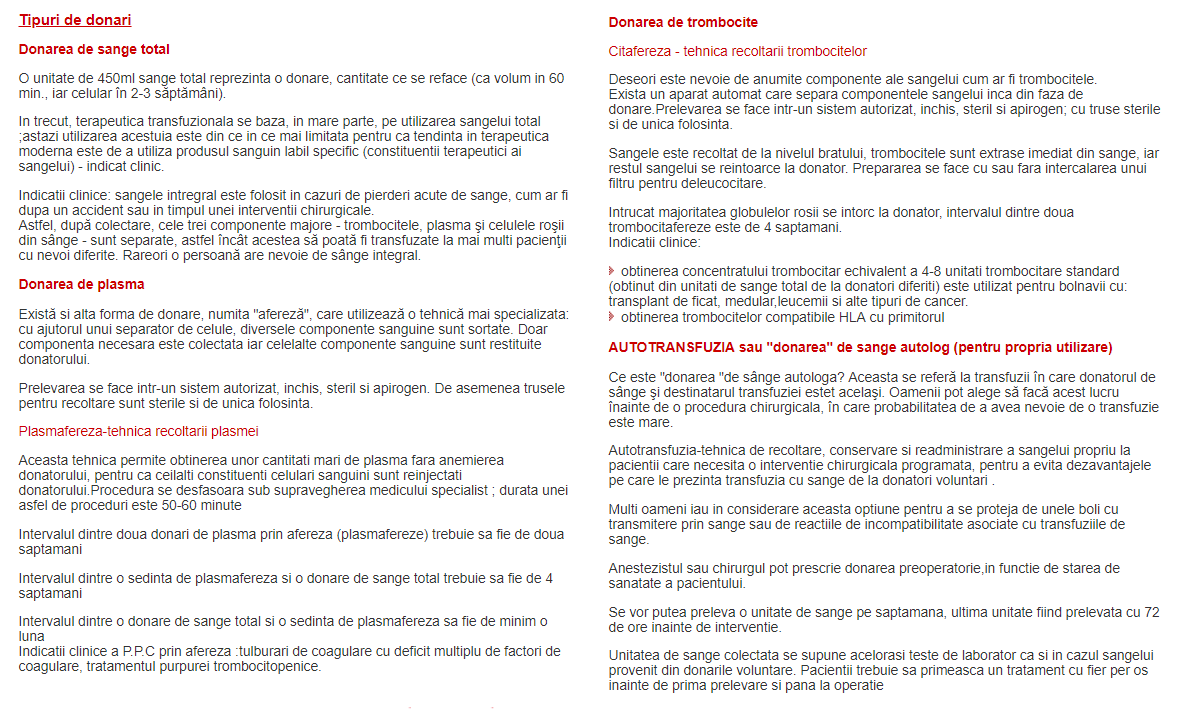 Tipuri de donari
Donarea de sange total
O unitate de 450ml sange total reprezinta o donare, cantitate ce se reface (ca volum in 60
min., iar celular în 2-3 săptămâni).
In trecut, terapeutica transfuzionala se baza, in mare parte, pe utilizarea sangelui total
;astazi utilizarea acestuia este din ce in ce mai limitata pentru ca tendinta in terapeutica
moderna este de a utiliza produsul sanguin labil specific (constituentii terapeutici ai
sangelui) - indicat clinic.
Indicatii clinice: sangele intregral este folosit in cazuri de pierderi acute de sange, cum ar fi
dupa un accident sau in timpul unei interventii chirurgicale.
Astfel, după colectare, cele trei componente majore - trombocitele, plasma şi celulele roşii
din sânge - sunt separate, astfel încât acestea să poată fi transfuzate la mai multi pacienţii
cu nevoi diferite. Rareori o persoană are nevoie de sânge integral.
Donarea de plasma
Există si alta forma de donare, numita "afereză", care utilizează o tehnică mai specializata:
cu ajutorul unui separator de celule, diversele componente sanguine sunt sortate. Doar
componenta necesara este colectata iar celelalte componente sanguine sunt restituite
donatorului.
Prelevarea se face intr-un sistem autorizat, inchis, steril si apirogen. De asemenea trusele
pentru recoltare sunt sterile si de unica folosinta.
Plasmafereza-tehnica recoltarii plasmei
Aceasta tehnica permite obtinerea unor cantitati mari de plasma fara anemierea
donatorului, pentru ca ceilalti constituenti celulari sanguini sunt reinjectati
donatorului.Procedura se desfasoara sub supravegherea medicului specialist ; durata unei
asfel de proceduri este 50-60 minute
Intervalul dintre doua donari de plasma prin afereza (plasmafereze) trebuie sa fie de doua
saptamani
Intervalul dintre o sedinta de plasmafereza si o donare de sange total trebuie sa fie de 4
saptamani
Intervalul dintre o donare de sange total si o sedinta de plasmafereza sa fie de minim o
luna
Indicatii clinice a P.P.C prin afereza :tulburari de coagulare cu deficit multiplu de factori de
coagulare, tratamentul purpurei trombocitopenice.
Donarea de trombocite
Citafereza - tehnica recoltarii trombocitelor
Deseori este nevoie de anumite componente ale sangelui cum ar fi trombocitele.
Exista un aparat automat care separa componentele sangelui inca din faza de
donare.Prelevarea se face intr-un sistem autorizat, inchis, steril si apirogen; cu truse sterile
si de unica folosinta.
Sangele este recoltat de la nivelul bratului, trombocitele sunt extrase imediat din sange, iar
restul sangelui se reintoarce la donator. Prepararea se face cu sau fara intercalarea unui
filtru pentru deleucocitare.
Intrucat majoritatea globulelor rosii se intorc la donator, intervalul dintre doua
trombocitafereze este de 4 saptamani.
Indicatii clinice:
obtinerea concentratului trombocitar echivalent a 4-8 unitati trombocitare standard
(obtinut din unitati de sange total de la donatori diferiti) este utilizat pentru bolnavii cu:
transplant de ficat, medular,leucemii si alte tipuri de cancer.
obtinerea trombocitelor compatibile HLA cu primitorul
AUTOTRANSFUZIA sau "donarea" de sange autolog (pentru propria utilizare)
Ce este "donarea "de sânge autologa? Aceasta se referă la transfuzii în care donatorul de
sânge şi destinatarul transfuziei estet acelaşi. Oamenii pot alege să facă acest lucru
înainte de o procedura chirurgicala, în care probabilitatea de a avea nevoie de o transfuzie
este mare.
Autotransfuzia-tehnica de recoltare, conservare si readministrare a sangelui propriu la
pacientii care necesita o interventie chirurgicala programata, pentru a evita dezavantajele
pe care le prezinta transfuzia cu sange de la donatori voluntari .
Multi oameni iau in considerare aceasta optiune pentru a se proteja de unele boli cu
transmitere prin sange sau de reactiile de incompatibilitate asociate cu transfuziile de
sange.
Anestezistul sau chirurgul pot prescrie donarea preoperatorie,in functie de starea de
sanatate a pacientului.
Se vor putea preleva o unitate de sange pe saptamana, ultima unitate fiind prelevata cu 72
de ore inainte de interventie.
Unitatea de sange colectata se supune acelorasi teste de laborator ca si in cazul sangelui
provenit din donarile voluntare. Pacientii trebuie sa primeasca un tratament cu fier per os
inainte de prima prelevare si pana la operatie